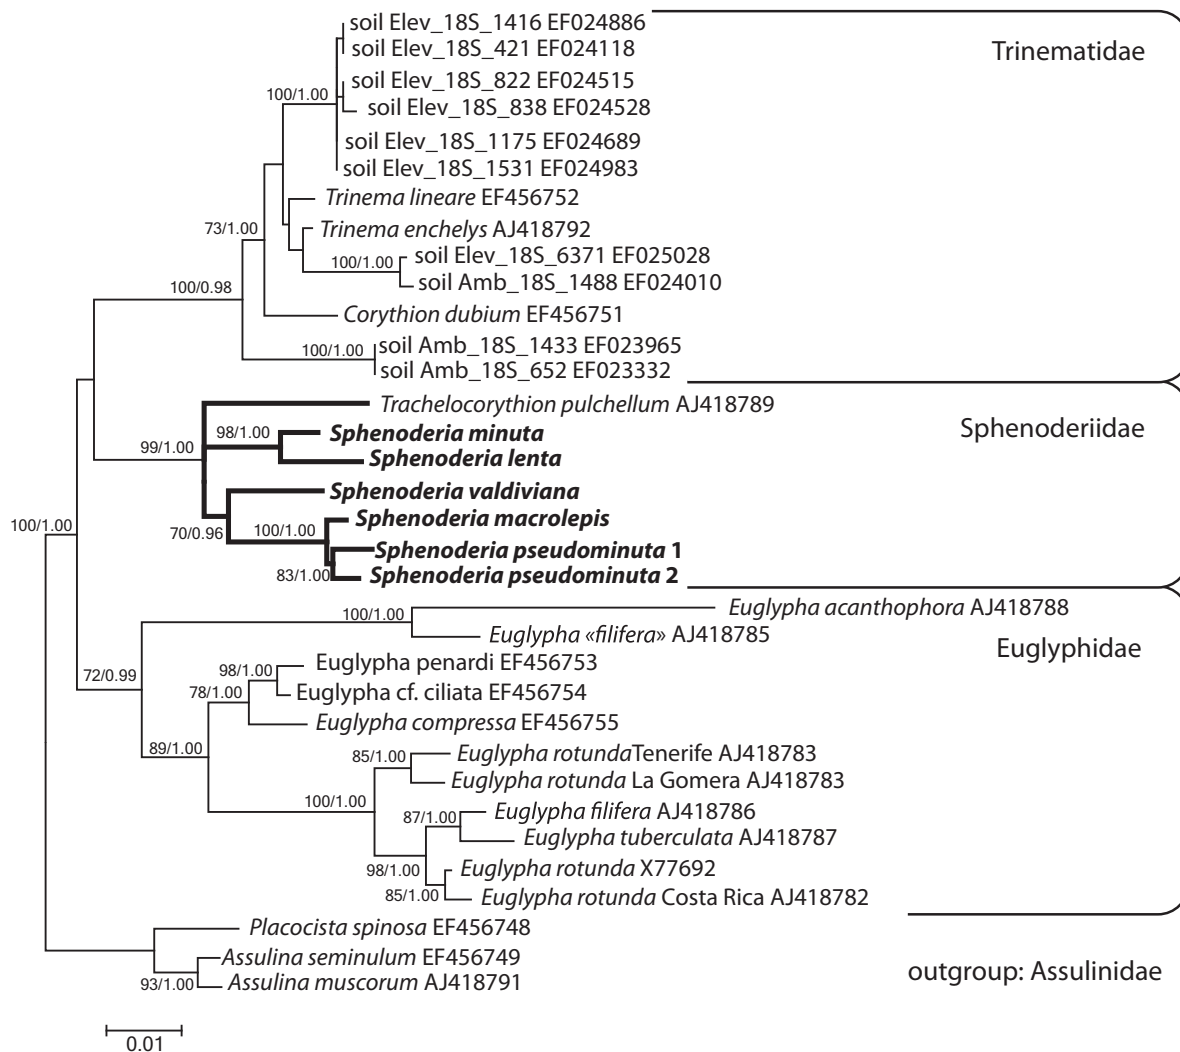 soil Elev_18S_1416 EF024886
Trinematidae
soil Elev_18S_421 EF024118
soil Elev_18S_822 EF024515
100/1.00
soil Elev_18S_838 EF024528
soil Elev_18S_1175 EF024689
soil Elev_18S_1531 EF024983
Trinema lineare EF456752
73/1.00
Trinema enchelys AJ418792
soil Elev_18S_6371 EF025028
100/1.00
soil Amb_18S_1488 EF024010
100/0.98
Corythion dubium EF456751
soil Amb_18S_1433 EF023965
100/1.00
soil Amb_18S_652 EF023332
Trachelocorythion pulchellum AJ418789
Sphenoderiidae
98/1.00
Sphenoderia minuta
99/1.00
Sphenoderia lenta
Sphenoderia valdiviana
100/1.00
Sphenoderia macrolepis
70/0.96
100/1.00
Sphenoderia pseudominuta 1
83/1.00
Sphenoderia pseudominuta 2
Euglypha acanthophora AJ418788
100/1.00
Euglypha «filifera» AJ418785
Euglyphidae
Euglypha penardi EF456753
98/1.00
72/0.99
Euglypha cf. ciliata EF456754
78/1.00
Euglypha compressa EF456755
89/1.00
Euglypha rotundaTenerife AJ418783
85/1.00
Euglypha rotunda La Gomera AJ418783
100/1.00
Euglypha filifera AJ418786
87/1.00
Euglypha tuberculata AJ418787
98/1.00
Euglypha rotunda X77692
85/1.00
Euglypha rotunda Costa Rica AJ418782
Placocista spinosa EF456748
Assulina seminulum EF456749
outgroup: Assulinidae
93/1.00
Assulina muscorum AJ418791
0.01